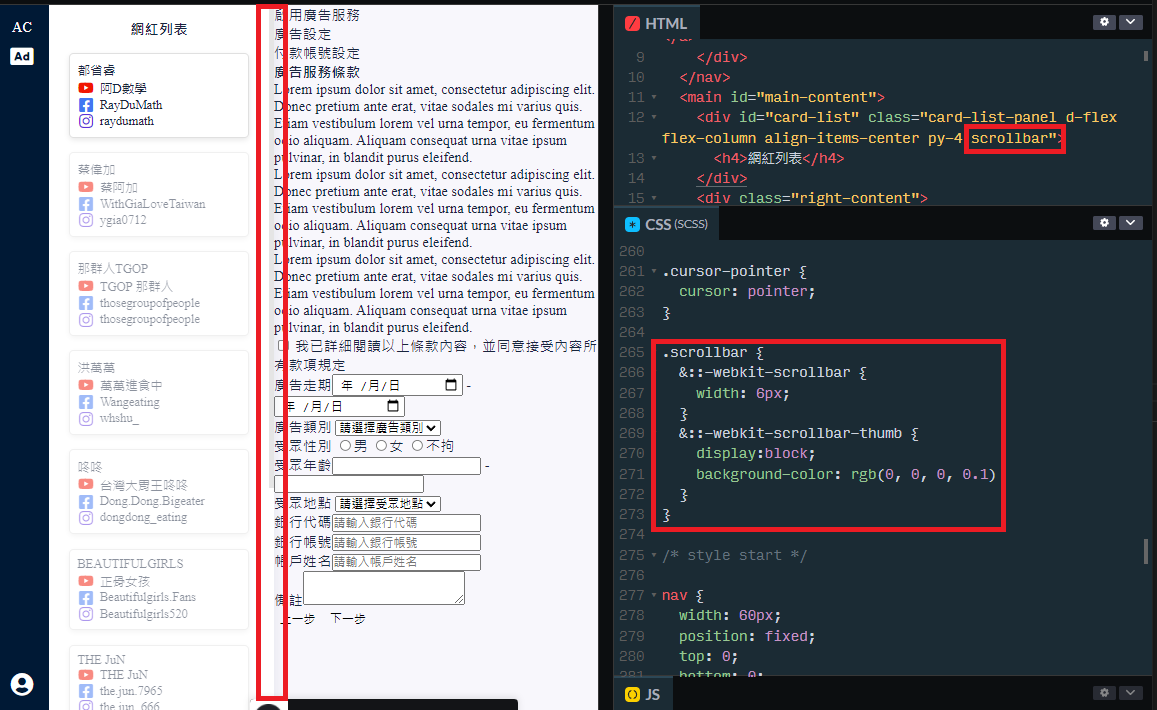 AC
Ad
網紅列表
都省睿
阿D數學
RayDuMath
raydumath
蔡偉加
蔡阿加
WithGiaLoveTaiwan
ygia0712
那群人TGOP
TGOP 那群人
thosegroupofpeople
thosegroupofpeople
洪萬萬
萬萬進食中
Wangeating
whshu_
咚咚
台灣大胃王咚咚
Dong.Dong.Bigeater
dongdong_eating
BEAUTIFULGIRLS
正骨女孩
Beautifulgirls.Fans
Beautifulgirls520
THE JuN
THE JuN
the.jun.7965
the.jun_666
啟用廣告服務
廣告設定
付款帳號設定
廣告服務條款
Lorem ipsum dolor sit amet, consectetur adipiscing elit.
Donec pretium ante erat, vitae sodales mi varius quis.
Etiam vestibulum lorem vel urna tempor, eu fermentum
odio aliquam. Aliquam consequat urna vitae ipsum
pulvinar, in blandit purus eleifend.
Lorem ipsum dolor sit amet, consectetur adipiscing elit.
Donec pretium ante erat, vitae sodales mi varius quis.
Etiam vestibulum lorem vel urna tempor, eu fermentum
odio aliquam. Aliquam consequat urna vitae ipsum
pulvinar, in blandit purus eleifend.
Lorem ipsum dolor sit amet, consectetur adipiscing elit.
Donec pretium ante erat, vitae sodales mi varius quis.
Etiam vestibulum lorem vel urna tempor, eu fermentum
odio aliquam. Aliquam consequat urna vitae ipsum
pulvinar, in blandit purus eleifend.
我已詳細閱讀以上條款內容，並同意接受內容所
有款項規定
廣告走期 年 /月/日 -
年 /月/日
廣告類別 請選擇廣告類別
受眾性別 男 女 不拘
受眾年齡 -
受眾地點 請選擇受眾地點
銀行代碼 請輸入銀行代碼
銀行帳號 請輸入銀行帳號
帳戶姓名 請輸入帳戶姓名
備註
上一步 下一步
HTML
9 </div>
10 </nav>
11 <main id="main-content">
12 <div id="card-list" class="card-list-panel d-flex
flex-column align-items-center py-4 scrollbar">
13 <h4>網紅列表</h4>
14 </div>
15 <div class="right-content">
CSS (SCSS)
260
261 .cursor-pointer {
262 cursor: pointer;
263 }
264
265 .scrollbar {
266 &::-webkit-scrollbar {
267 width: 6px;
268 }
269 &::-webkit-scrollbar-thumb {
270 display:block;
271 background-color: rgb(0, 0, 0, 0.1)
272 }
273 }
274
275 /* style start */
276
277 nav {
278 width: 60px;
279 position: fixed;
280 top: 0;
281 bottom: 0;
JS